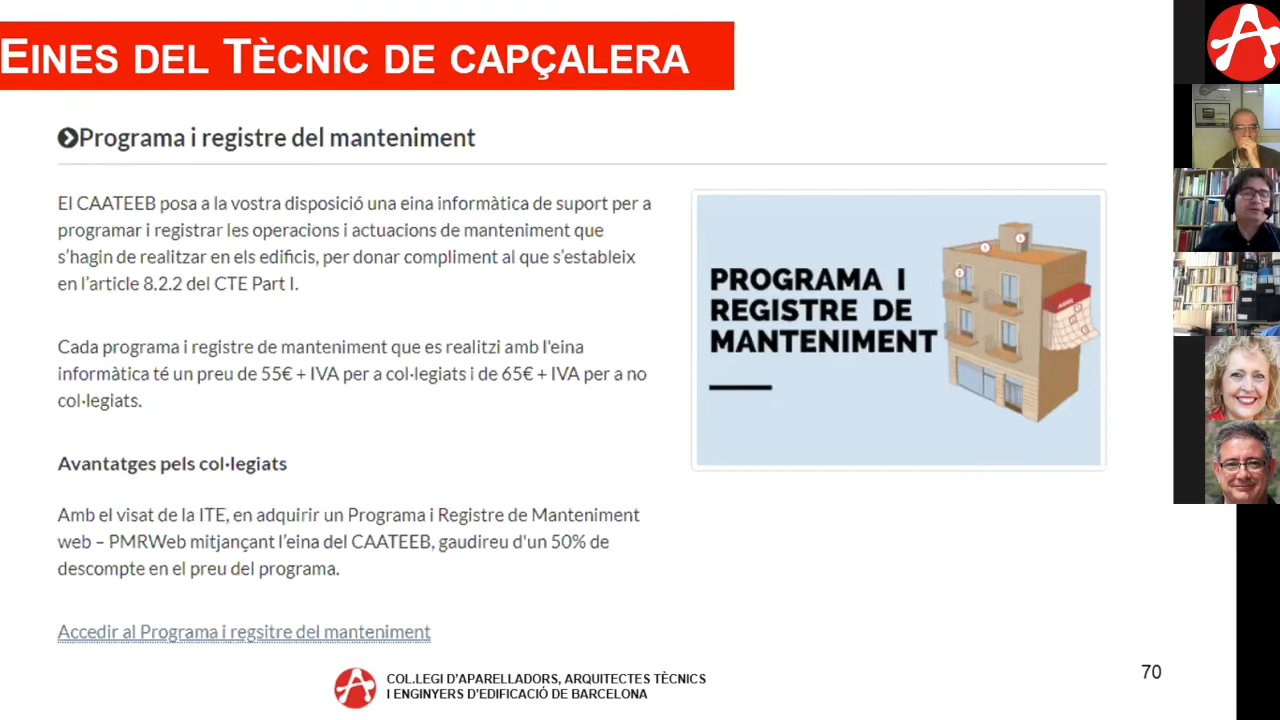 EINES DEL TÈCNIC DE CAPÇALERA
Programa i registre del manteniment
El CAATEEB posa a la vostra disposició una eina informàtica de suport per a
programar i registrar les operacions i actuacions de manteniment que
s'hagin de realitzar en els edificis, per donar compliment al que s'estableix
en l'article 8.2.2 del CTE Part I.
Cada programa i registre de manteniment que es realitzi amb l'eina
informàtica té un preu de 55€ + IVA per a col·legiats i de 65€ + IVA per a no
col·legiats.
Avantatges pels col·legiats
Amb el visat de la ITE, en adquirir un Programa i Registre de Manteniment
web – PMRWeb mitjançant l'eina del CAATEEB, gaudireu d'un 50% de
descompte en el preu del programa.
Accedir al Programa i regsitre del manteniment
PROGRAMA I
REGISTRE DE
MANTENIMENT
COL.LEGI D'APARELLADORS, ARQUITECTES TÈCNICS
I ENGINYERS D'EDIFICACIÓ DE BARCELONA
70